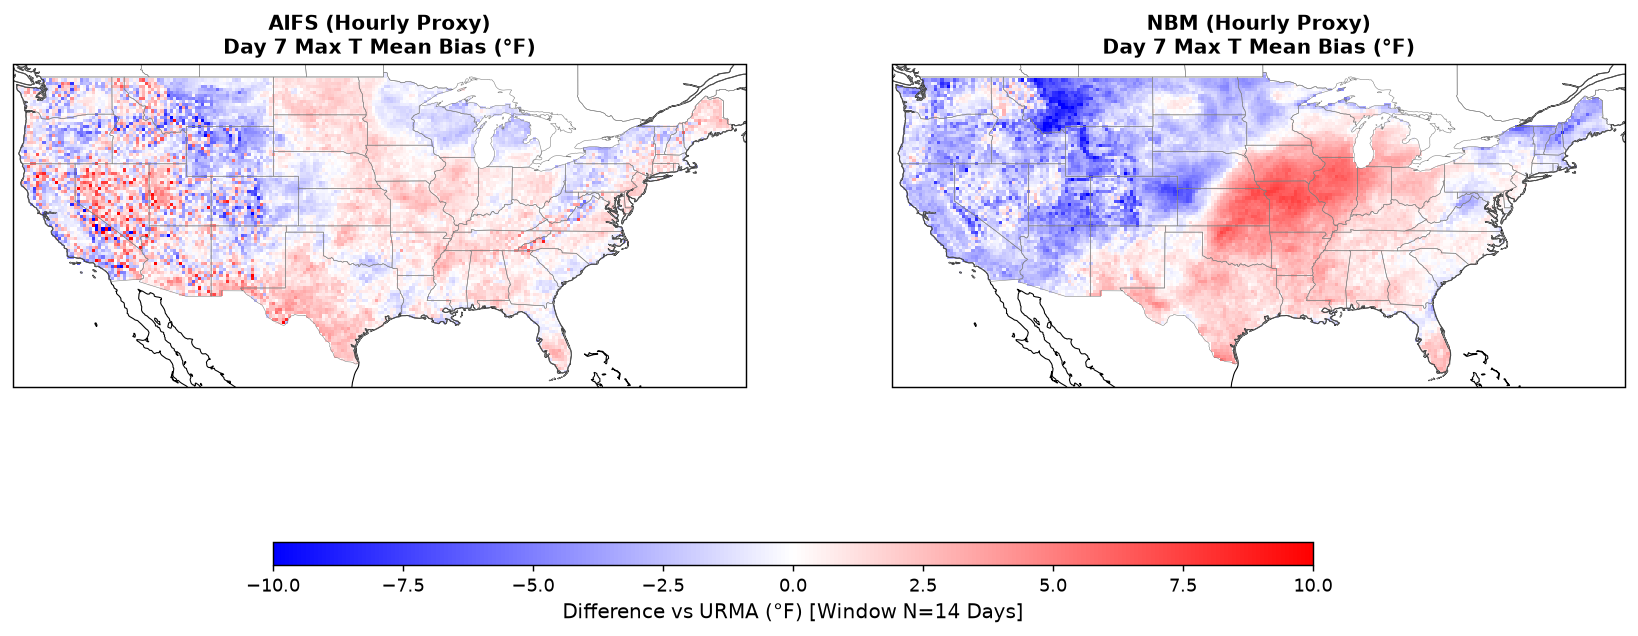 AIFS (Hourly Proxy)
Day 7 Max T Mean Bias (°F)
NBM (Hourly Proxy)
Day 7 Max T Mean Bias (°F)
−10.0 −7.5 −5.0 −2.5 0.0 2.5 5.0 7.5 10.0
Difference vs URMA (°F) [Window N=14 Days]